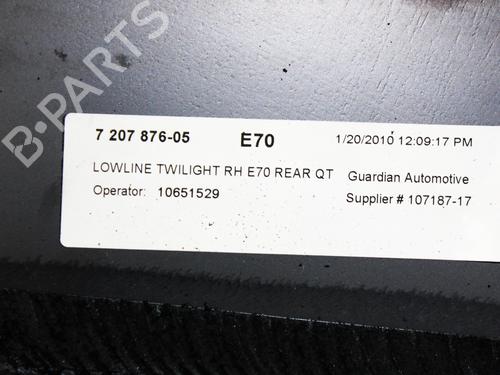 B-PARTS
7 207 876-05 E70 1/20/2010 12:09:17 PM
LOWLINE TWILIGHT RH E70 REAR QT Guardian Automotive
Operator: 10651529 Supplier # 107187-17